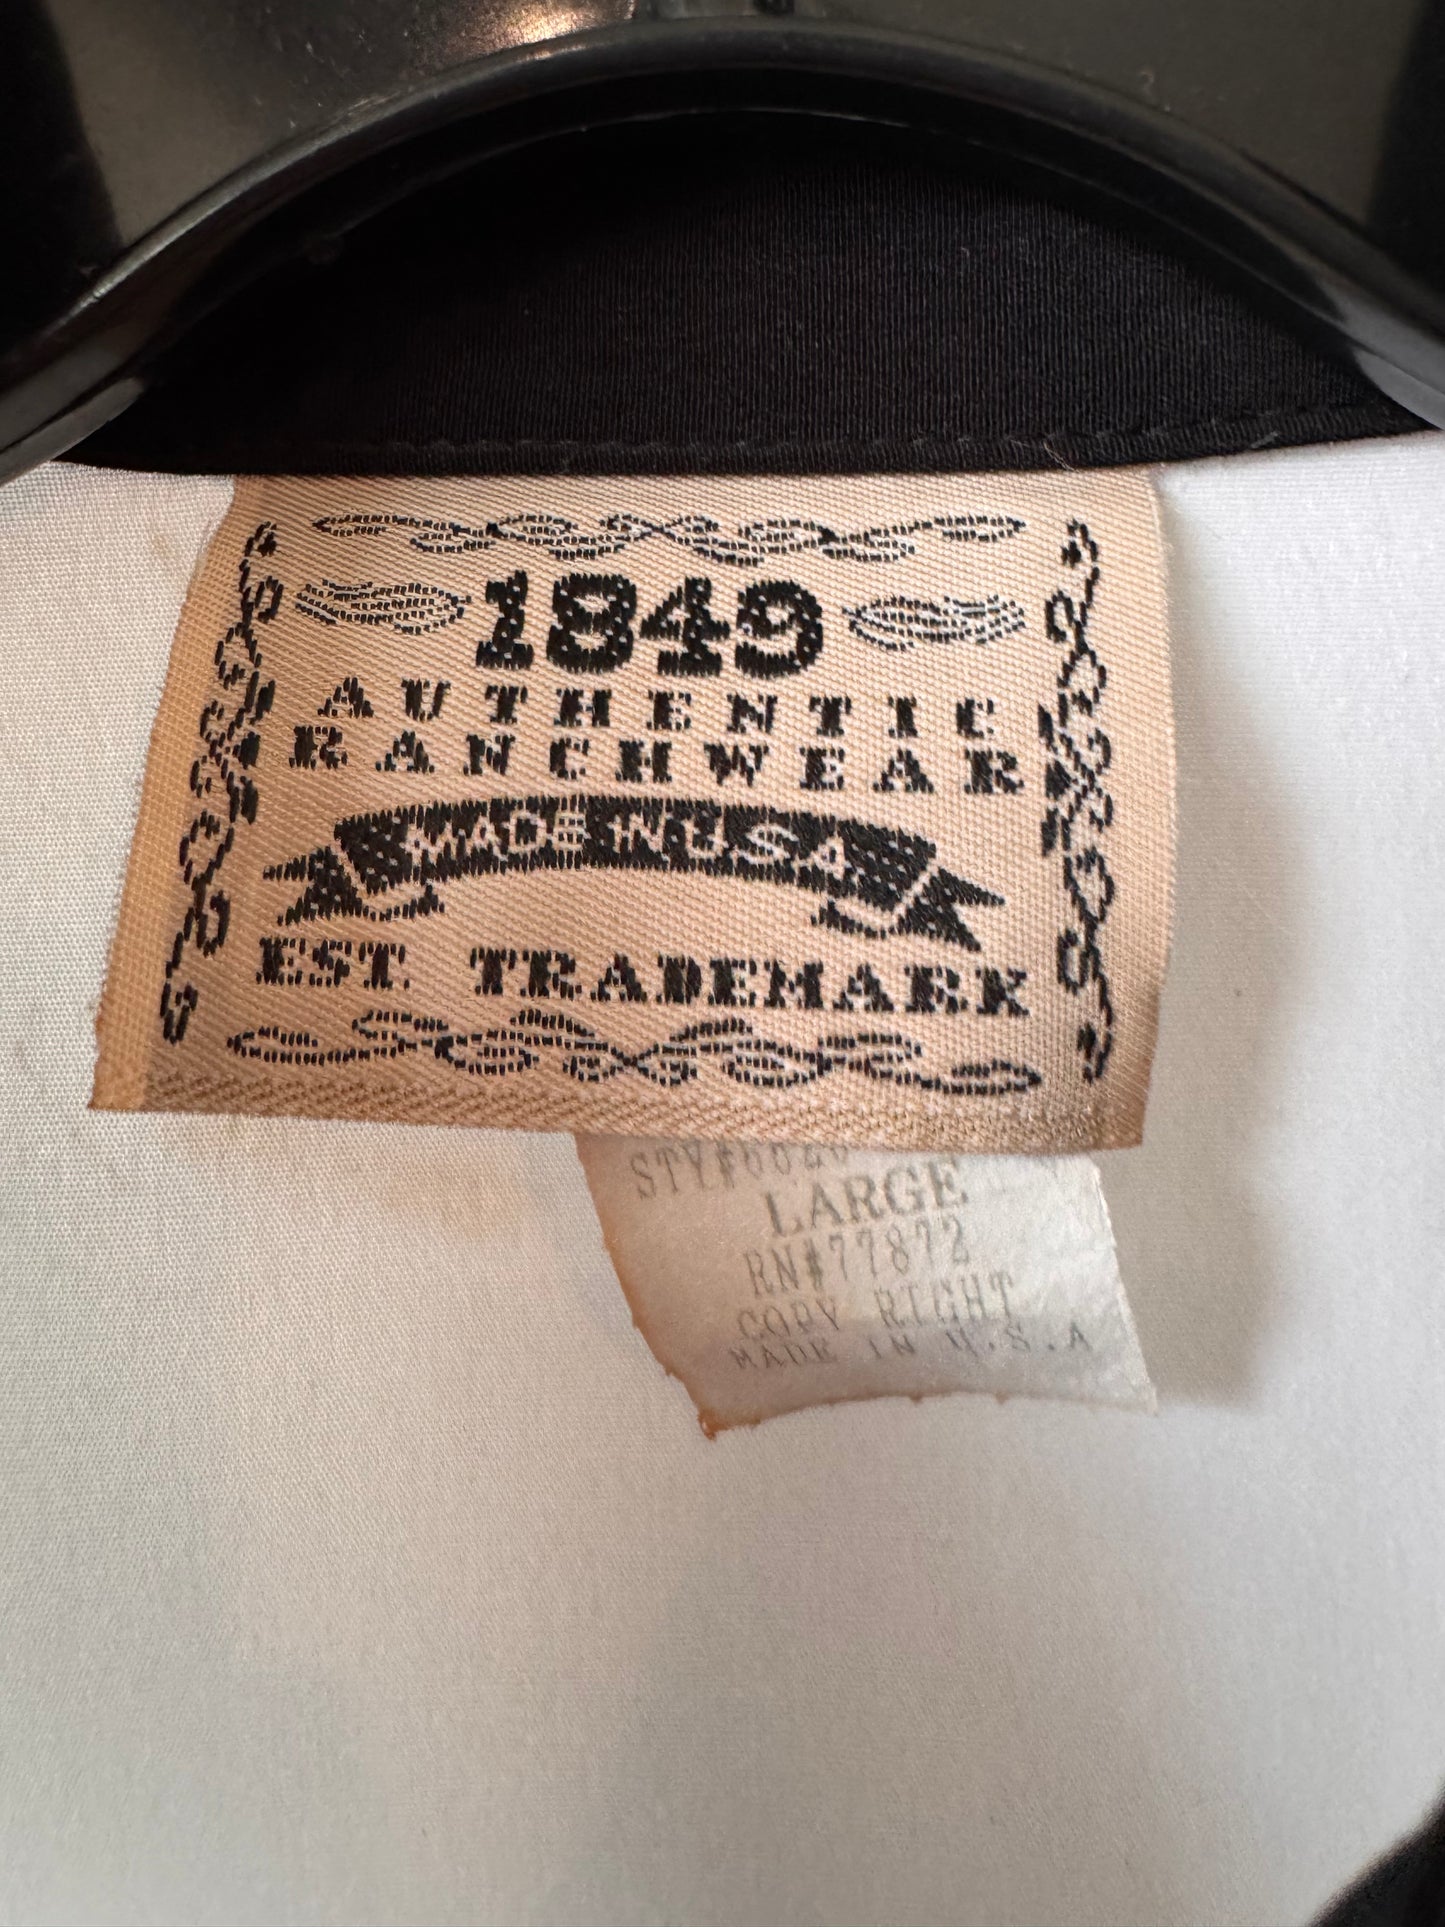 1849
AUTHENTIC
RANCHWEAR
MADE IN USA
EST. TRADEMARK
LARGE
RN#77872
COPY RIGHT
MADE IN U.S.A